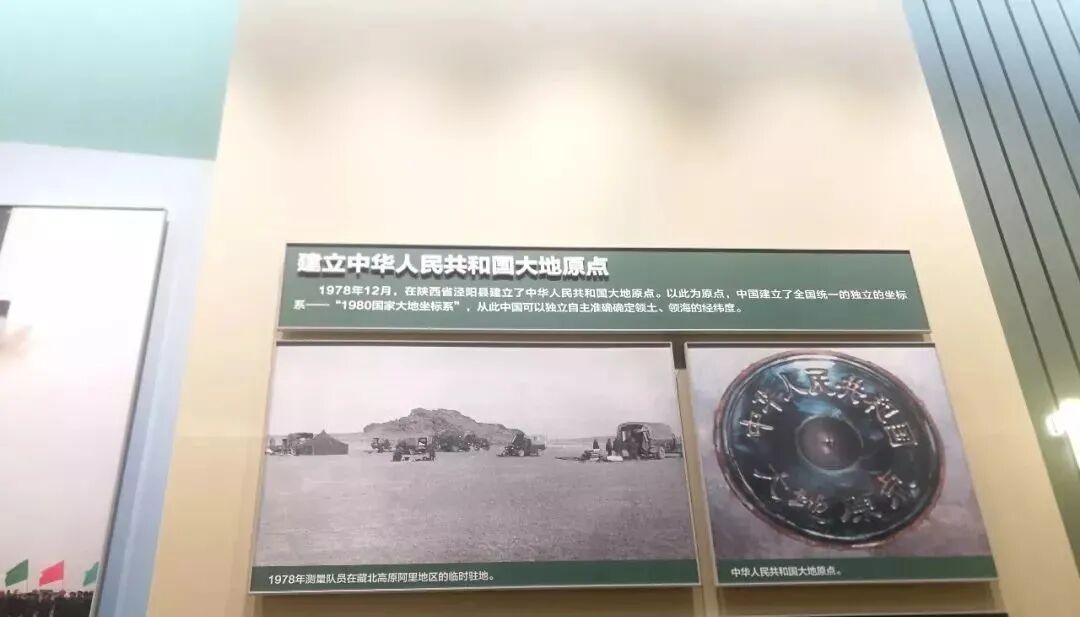 建立中华人民共和国大地原点
1978年12月，在陕西省泾阳县建立了中华人民共和国大地原点。以此为原点，中国建立了全国统一的独立的坐标
系——“1980国家大地坐标系”，从此中国可以独立自主准确确定领土、领海的经纬度。
中华人民共和国
大地原点
1978年测量队员在藏北高原阿里地区的临时驻地。
中华人民共和国大地原点。